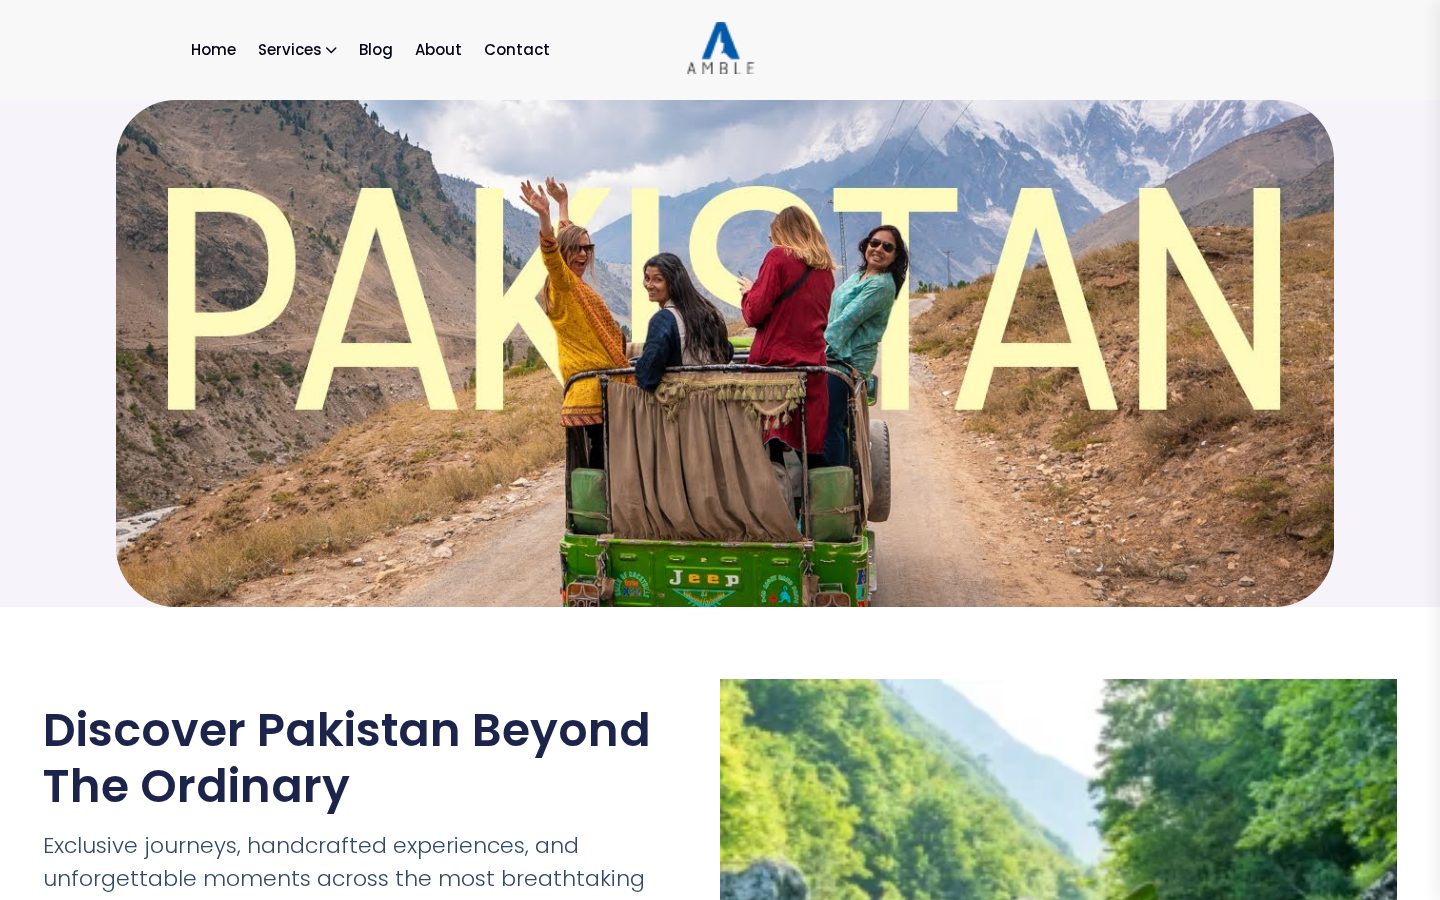 Home
Services
Blog
About
Contact
AMBLE
PAKISTAN
Jeep
Discover Pakistan Beyond
The Ordinary
Exclusive journeys, handcrafted experiences, and
unforgettable moments across the most breathtaking